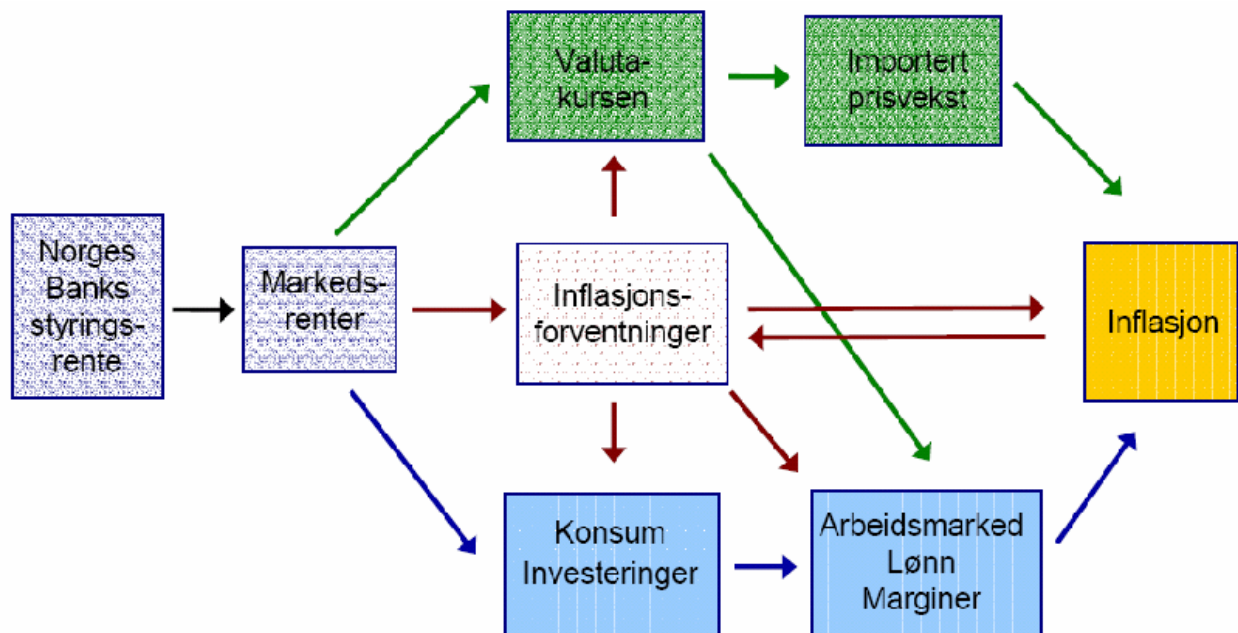 Valuta-
kursen
Importert
prisvekst
Norges
Banks
styrings-
rente
Markeds-
renter
Inflasjons-
forventninger
Inflasjon
Konsum
Investeringer
Arbeidsmarked
Lønn
Marginer